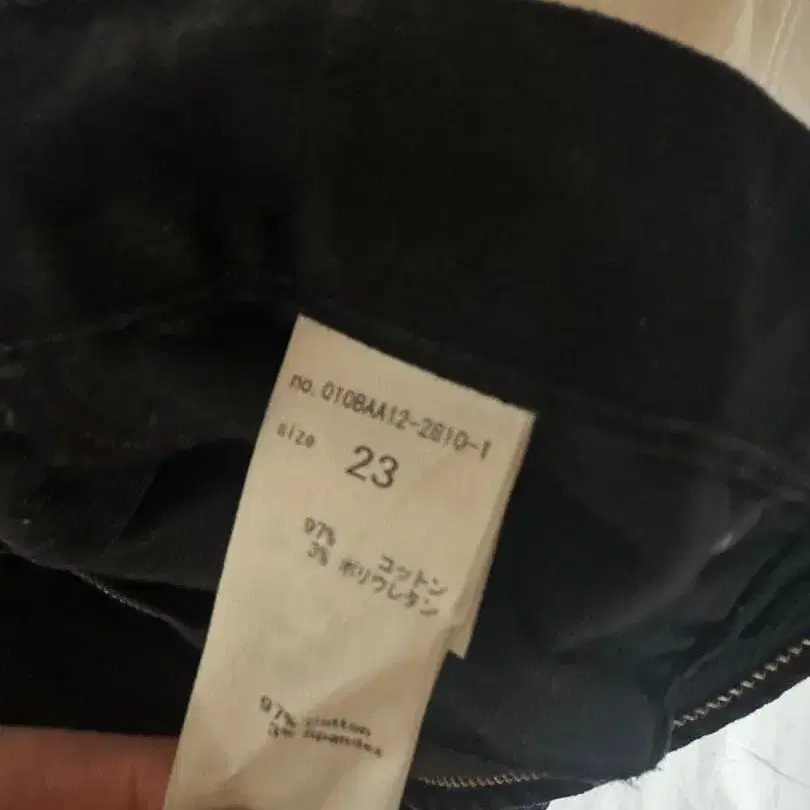 no. 010BAA12-2810-1
size 23
97% コットン
3% ポリウレタン
97% Cotton
3% Spandex